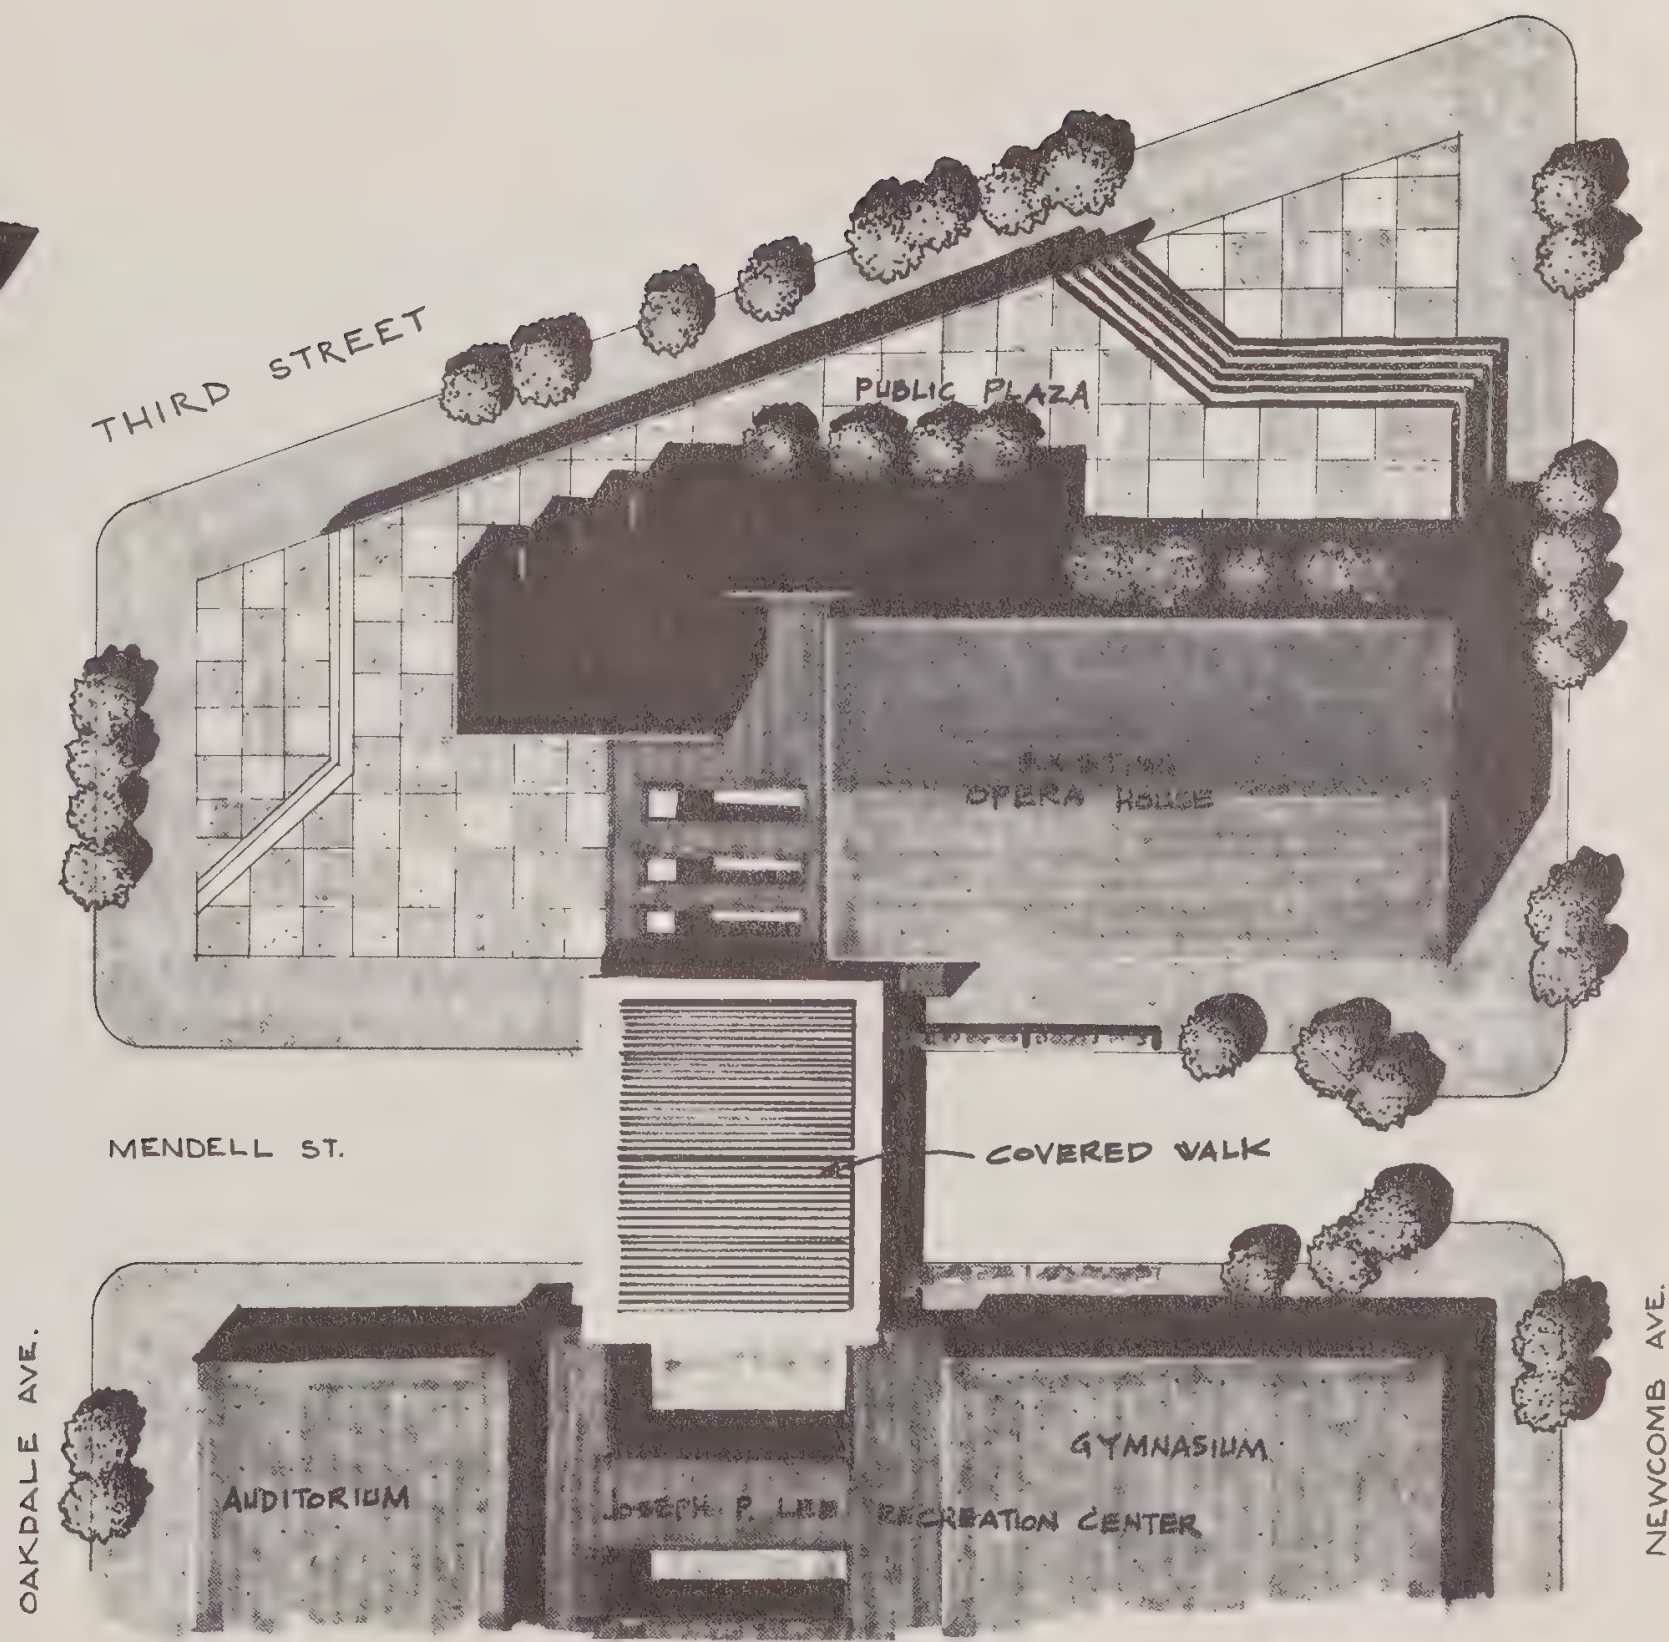 THIRD STREET
PUBLIC PLAZA
EXISTING
OPERA HOUSE
MENDELL ST.
COVERED WALK
OAKDALE AVE.
NEWCOMB AVE.
GYMNASIUM
AUDITORIUM
JOSEPH P. LEE RECREATION CENTER